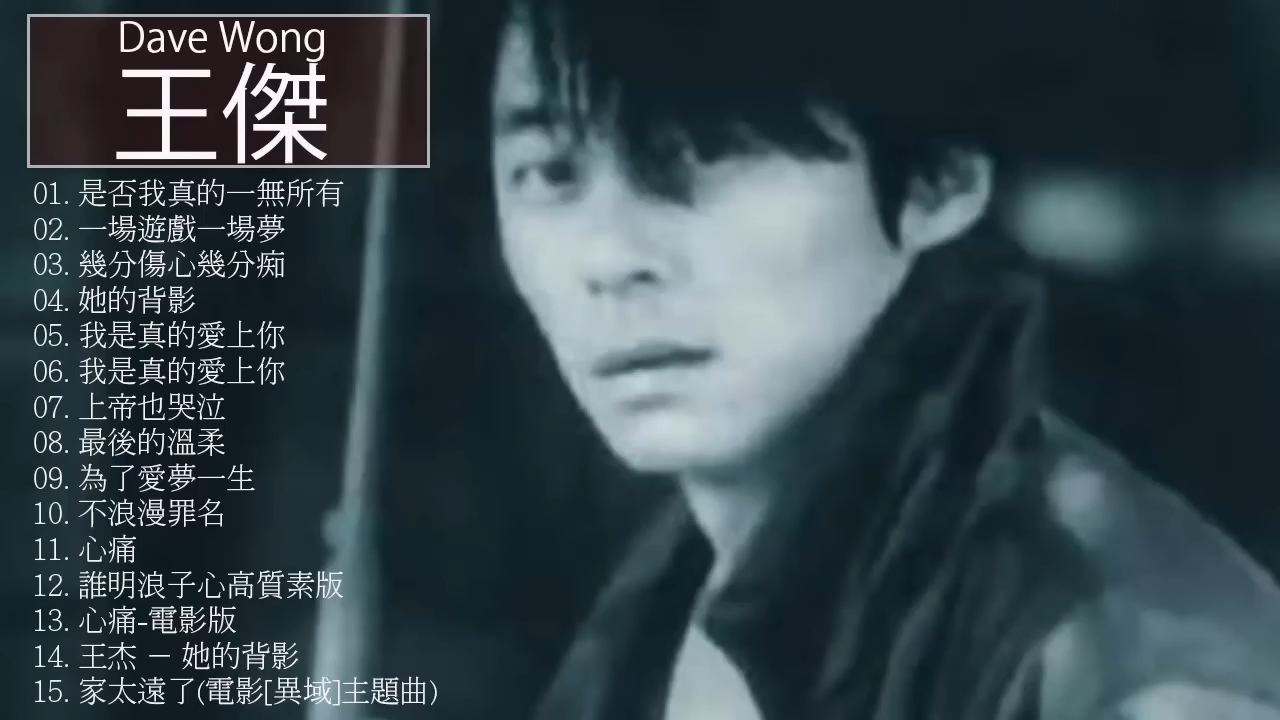 Dave Wong
王傑
01. 是否我真的一無所有
02. 一場遊戲一場夢
03. 幾分傷心幾分痴
04. 她的背影
05. 我是真的愛上你
06. 我是真的愛上你
07. 上帝也哭泣
08. 最後的溫柔
09. 為了愛夢一生
10. 不浪漫罪名
11. 心痛
12. 誰明浪子心高質素版
13. 心痛-電影版
14. 王杰 － 她的背影
15. 家太遠了(電影[異域]主題曲)